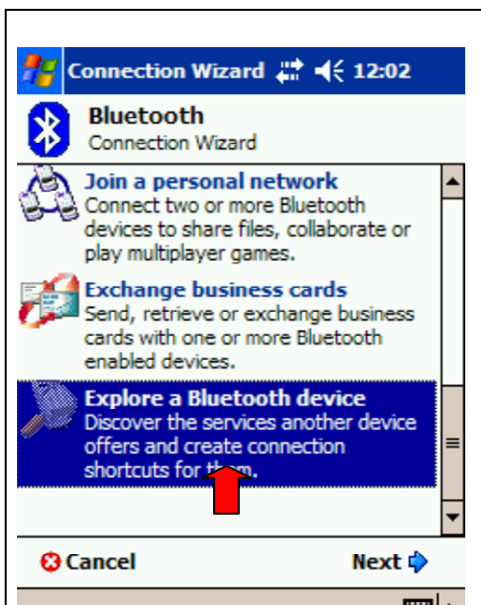 Connection Wizard 12:02
Bluetooth
Connection Wizard
Join a personal network
Connect two or more Bluetooth
devices to share files, collaborate or
play multiplayer games.
Exchange business cards
Send, retrieve or exchange business
cards with one or more Bluetooth
enabled devices.
Explore a Bluetooth device
Discover the services another device
offers and create connection
shortcuts for them.
Cancel Next